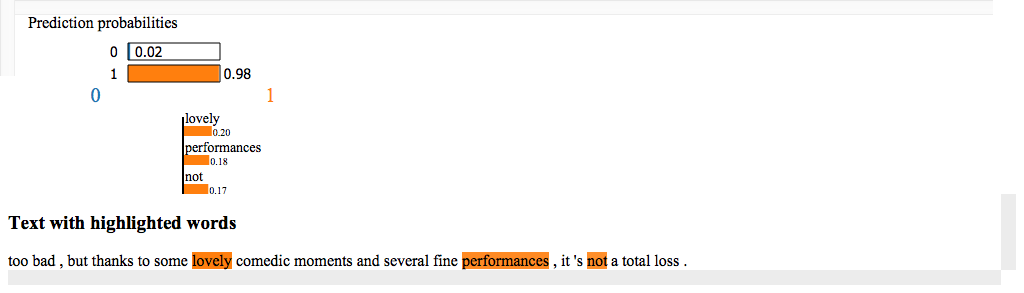 Prediction probabilities
0 0.02
1 0.98
0 1
lovely
0.20
performances
0.18
not
0.17
Text with highlighted words
too bad , but thanks to some lovely comedic moments and several fine performances , it 's not a total loss .